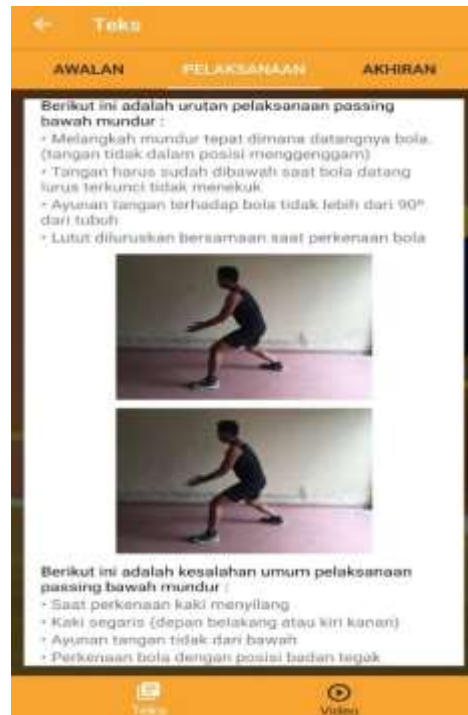 Teks
AWALAN PELAKSANAAN AKHIRAN
Berikut ini adalah urutan pelaksanaan passing
bawah mundur :
• Melangkah mundur tepat dimana datangnya bola.
(tangan tidak dalam posisi menggenggam)
• Tangan harus sudah dibawah saat bola datang
lurus terkunci tidak menekuk
• Ayunan tangan terhadap bola tidak lebih dari 90°
dari tubuh
• Lutut diluruskan bersamaan saat perkenaan bola
Berikut ini adalah kesalahan umum pelaksanaan
passing bawah mundur :
• Saat perkenaan kaki menyilang
• Kaki segaris (depan belakang atau kiri kanan)
• Ayunan tangan tidak dari bawah
• Perkenaan bola dengan posisi badan tegak
Teks Video